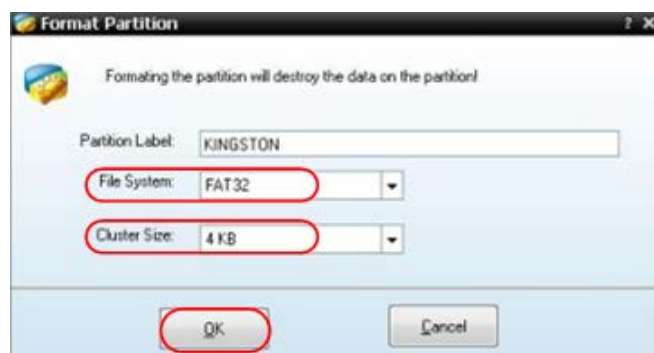 Format Partition
? X
Formating the partition will destroy the data on the partition!
Partition Label: KINGSTON
File System: FAT32
Cluster Size: 4 KB
OK Cancel